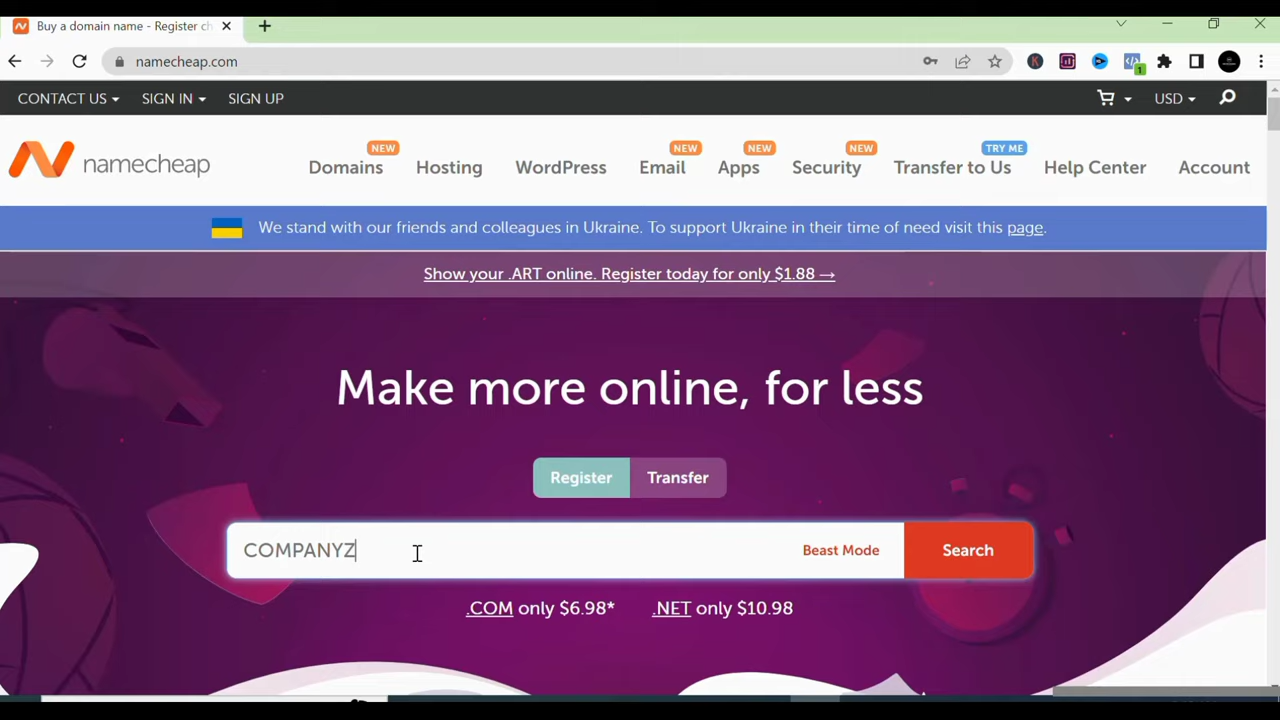 Buy a domain name - Register ch
namecheap.com
1
CONTACT US SIGN IN SIGN UP USD
NEW NEW NEW NEW TRY ME
namecheap Domains Hosting WordPress Email Apps Security Transfer to Us Help Center Account
We stand with our friends and colleagues in Ukraine. To support Ukraine in their time of need visit this page.
Show your .ART online. Register today for only $1.88 →
Make more online, for less
Register Transfer
COMPANYZ Beast Mode Search
.COM only $6.98* .NET only $10.98